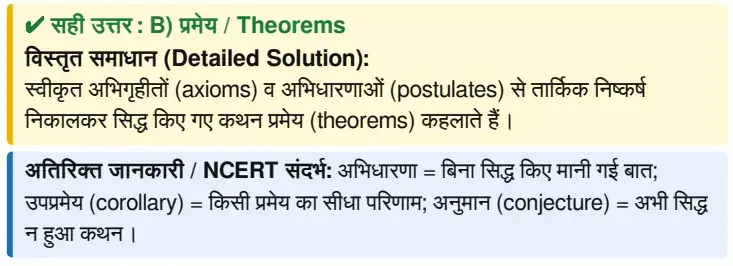 ✔ सही उत्तर : B) प्रमेय / Theorems
विस्तृत समाधान (Detailed Solution):
स्वीकृत अभिगृहीतों (axioms) व अभिधारणाओं (postulates) से तार्किक निष्कर्ष
निकालकर सिद्ध किए गए कथन प्रमेय (theorems) कहलाते हैं।
अतिरिक्त जानकारी / NCERT संदर्भ: अभिधारणा = बिना सिद्ध किए मानी गई बात;
उपप्रमेय (corollary) = किसी प्रमेय का सीधा परिणाम; अनुमान (conjecture) = अभी सिद्ध
न हुआ कथन।